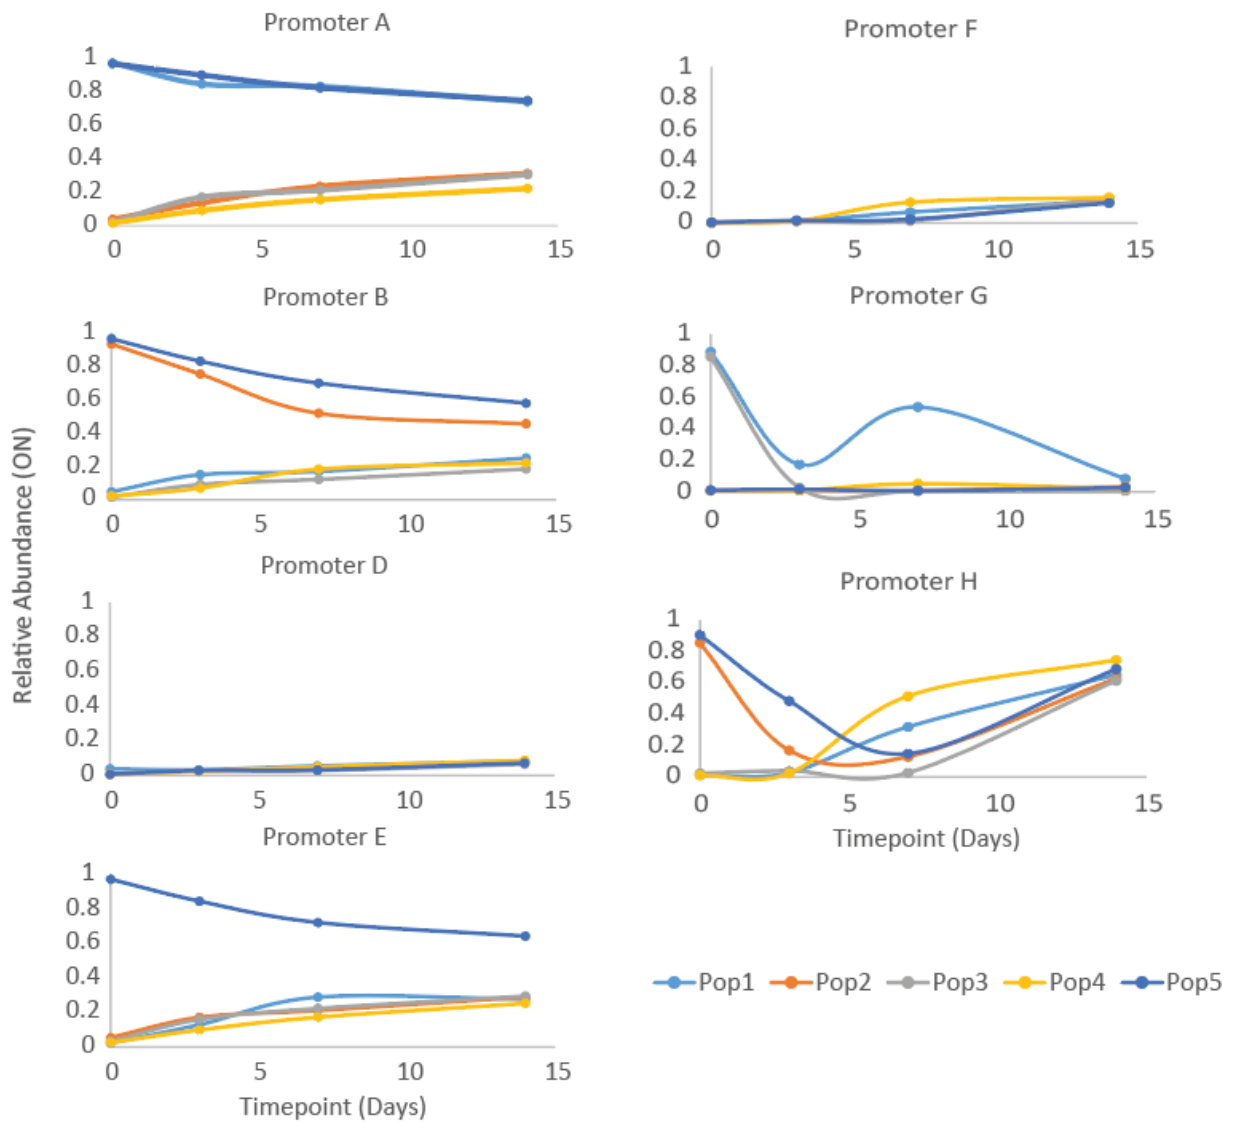 Promoter A
1
0.8
0.6
0.4
0.2
0
0 5 10 15
Promoter B
1
0.8
0.6
0.4
0.2
0
0 5 10 15
Promoter D
1
0.8
0.6
0.4
0.2
0
0 5 10 15
Promoter E
1
0.8
0.6
0.4
0.2
0
0 5 10 15
Timepoint (Days)
Relative Abundance (ON)
Promoter F
1
0.8
0.6
0.4
0.2
0
0 5 10 15
Promoter G
1
0.8
0.6
0.4
0.2
0
0 5 10 15
Promoter H
1
0.8
0.6
0.4
0.2
0
0 5 10 15
Timepoint (Days)
Pop1 Pop2 Pop3 Pop4 Pop5